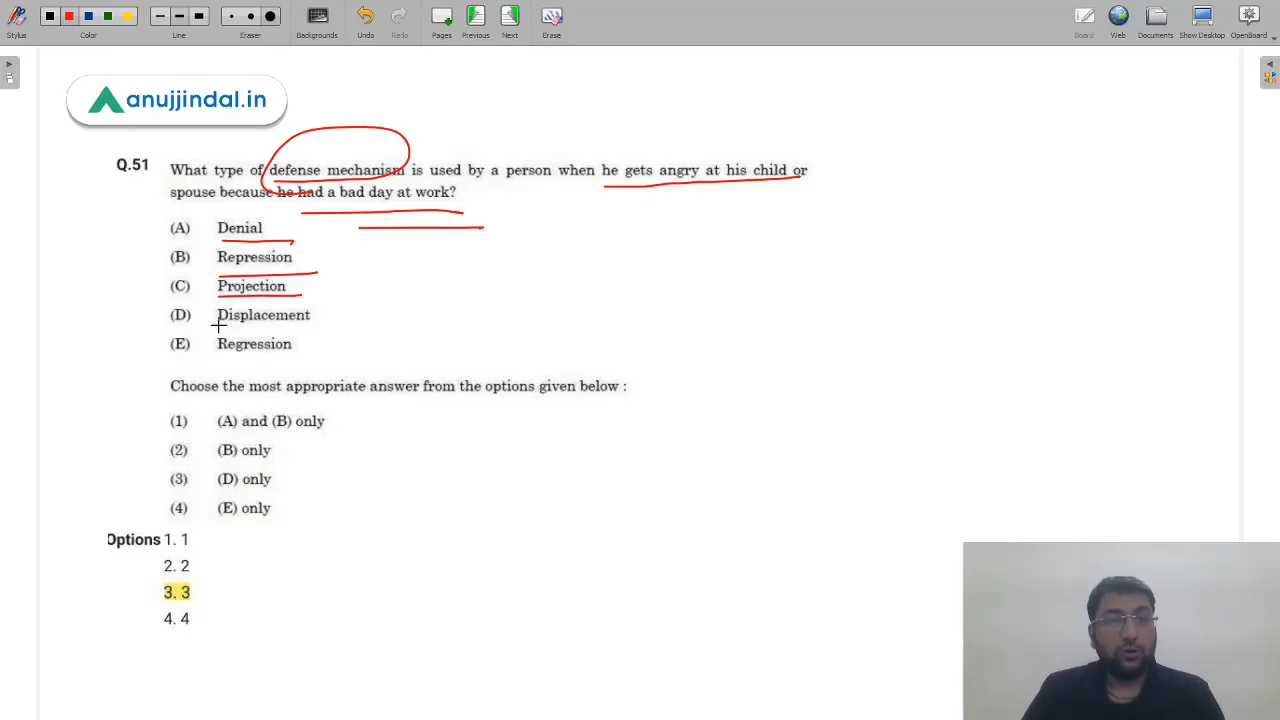 Stylus
Color
Line
Eraser
Backgrounds
Undo
Redo
Pages
Previous
Next
Erase
Board
Web
Documents
Show Desktop
OpenBoard
anujjindal.in
Q.51 What type of defense mechanism is used by a person when he gets angry at his child or
spouse because he had a bad day at work?
(A) Denial
(B) Repression
(C) Projection
(D) Displacement
(E) Regression
Choose the most appropriate answer from the options given below :
(1) (A) and (B) only
(2) (B) only
(3) (D) only
(4) (E) only
Options 1. 1
2. 2
3. 3
4. 4